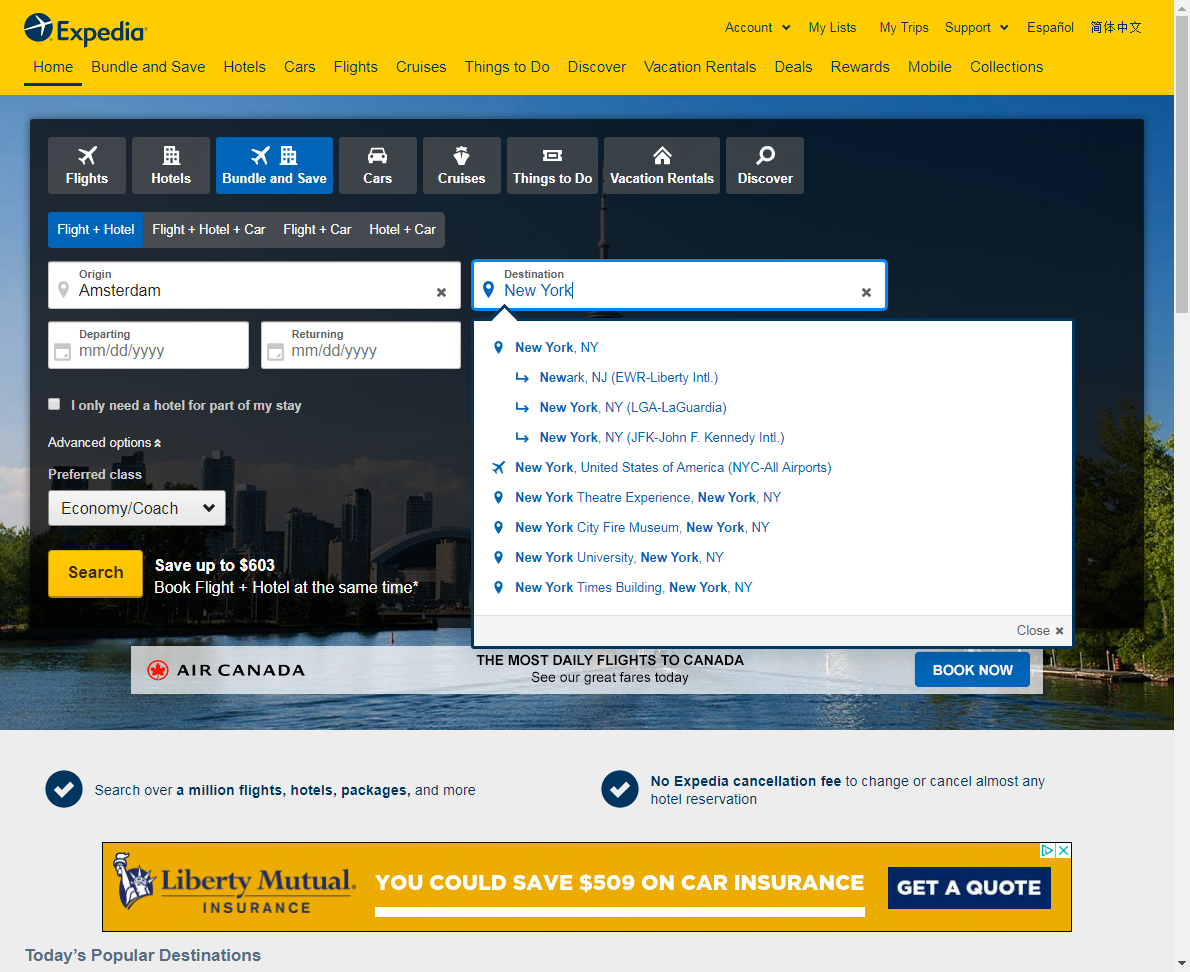 Expedia
Account
My Lists
My Trips
Support
Español
简体中文
Home
Bundle and Save
Hotels
Cars
Flights
Cruises
Things to Do
Discover
Vacation Rentals
Deals
Rewards
Mobile
Collections
Flights
Hotels
Bundle and Save
Cars
Cruises
Things to Do
Vacation Rentals
Discover
Flight + Hotel
Flight + Hotel + Car
Flight + Car
Hotel + Car
Origin
Amsterdam
Destination
New York
Departing
mm/dd/yyyy
Returning
mm/dd/yyyy
New York, NY
Newark, NJ (EWR-Liberty Intl.)
New York, NY (LGA-LaGuardia)
New York, NY (JFK-John F. Kennedy Intl.)
New York, United States of America (NYC-All Airports)
New York Theatre Experience, New York, NY
New York City Fire Museum, New York, NY
New York University, New York, NY
New York Times Building, New York, NY
Close
I only need a hotel for part of my stay
Advanced options
Preferred class
Economy/Coach
Search
Save up to $603
Book Flight + Hotel at the same time*
AIR CANADA
THE MOST DAILY FLIGHTS TO CANADA
See our great fares today
BOOK NOW
Search over a million flights, hotels, packages, and more
No Expedia cancellation fee to change or cancel almost any
hotel reservation
Liberty Mutual.
INSURANCE
YOU COULD SAVE $509 ON CAR INSURANCE
GET A QUOTE
Today's Popular Destinations